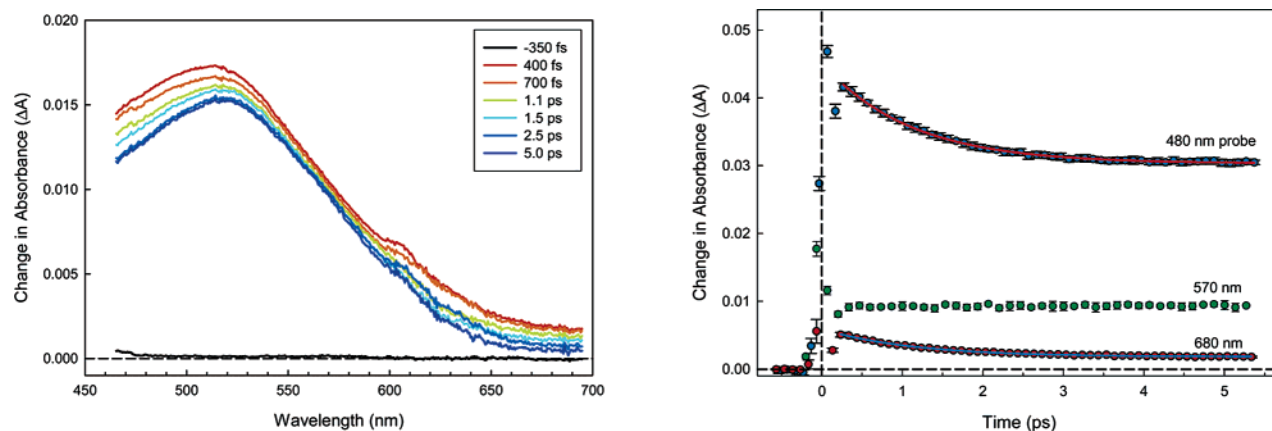 Change in Absorbance (ΔA)
0.020
0.015
0.010
0.005
0.000
450 500 550 600 650 700
Wavelength (nm)
-350 fs
400 fs
700 fs
1.1 ps
1.5 ps
2.5 ps
5.0 ps
Change in Absorbance (ΔA)
0.05
0.04
0.03
0.02
0.01
0.00
0 1 2 3 4 5
Time (ps)
480 nm probe
570 nm
680 nm